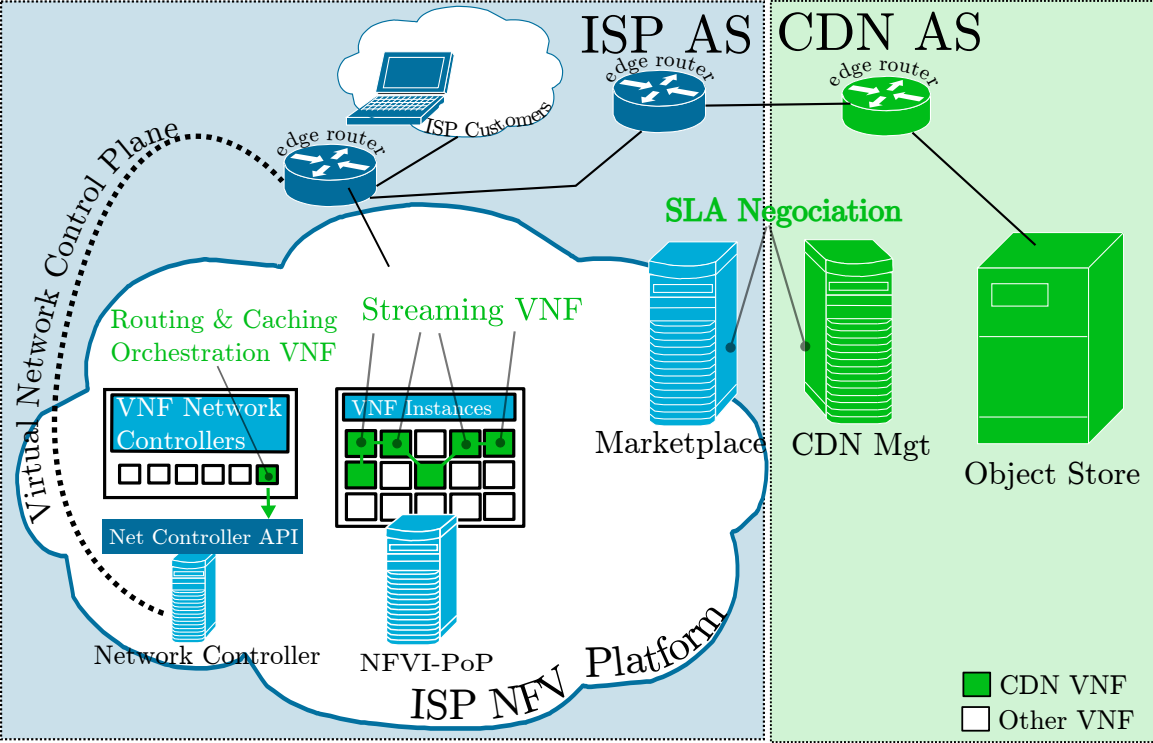 ISP AS
CDN AS
edge router
edge router
ISP Customers
edge router
Virtual Network Control Plane
SLA Negociation
Streaming VNF
Routing & Caching
Orchestration VNF
VNF Network
Controllers
VNF Instances
Marketplace
CDN Mgt
Object Store
Net Controller API
Network Controller
NFVI-PoP
ISP NFV Platform
CDN VNF
Other VNF